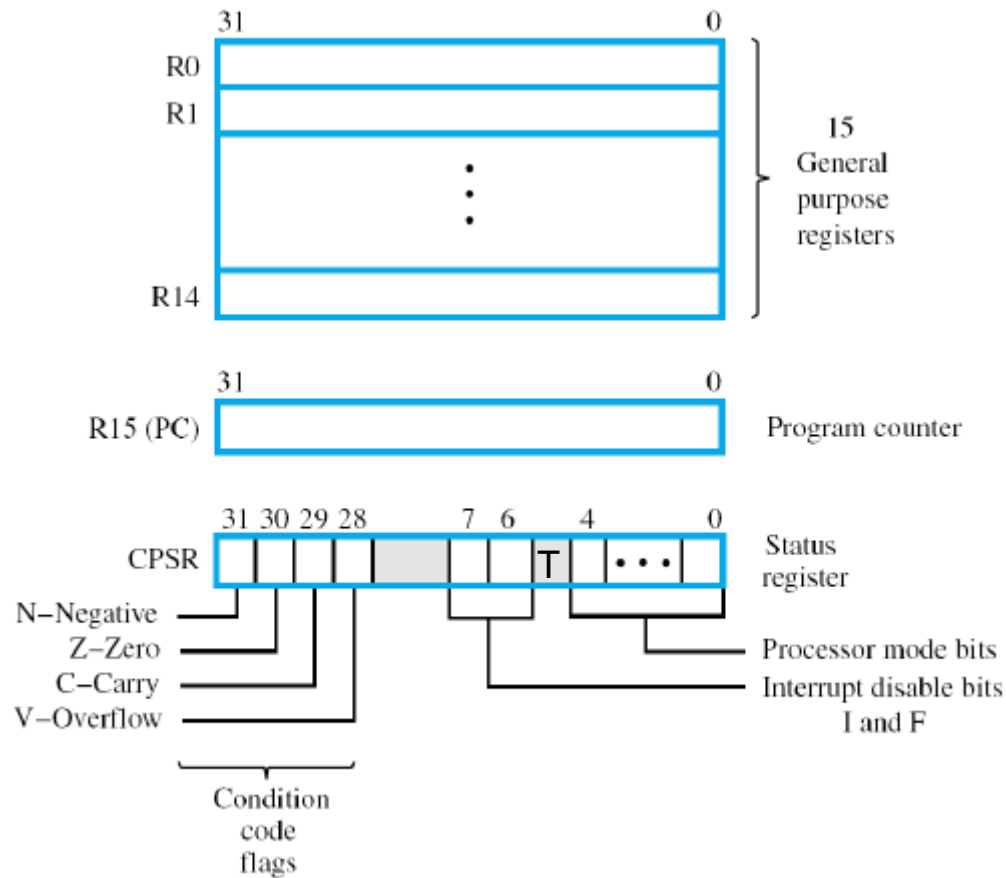 31 0
R0
R1
15
General
purpose
registers
R14
31 0
R15 (PC) Program counter
31 30 29 28 7 6 4 0
CPSR T Status
register
N–Negative
Z–Zero
C–Carry
V–Overflow
Processor mode bits
Interrupt disable bits
I and F
Condition
code
flags